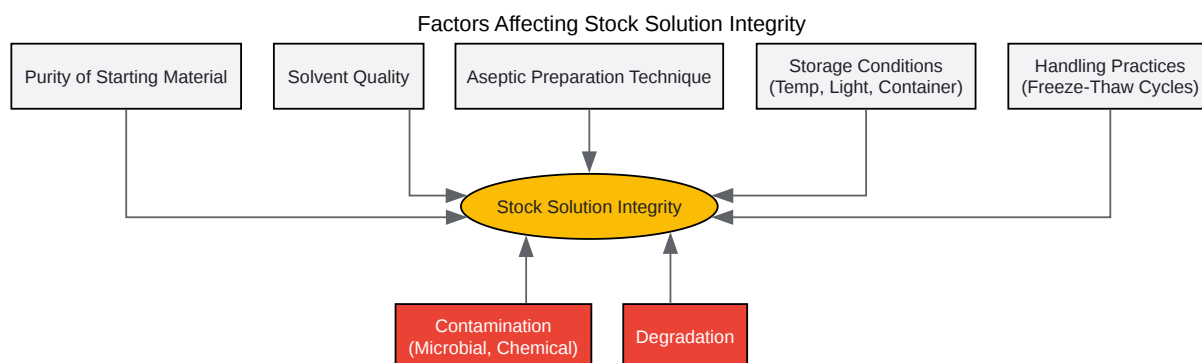 Factors Affecting Stock Solution Integrity
Purity of Starting Material
Solvent Quality
Aseptic Preparation Technique
Storage Conditions
(Temp, Light, Container)
Handling Practices
(Freeze-Thaw Cycles)
Stock Solution Integrity
Contamination
(Microbial, Chemical)
Degradation